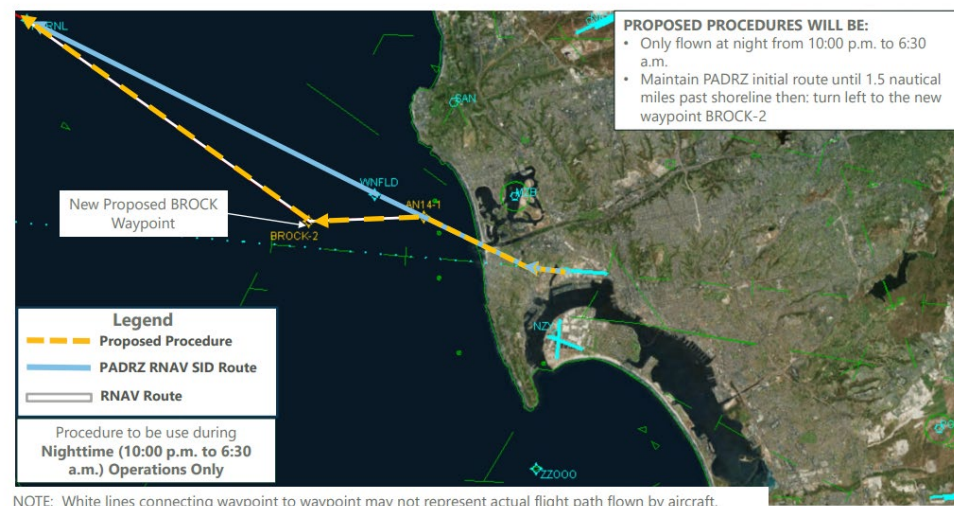 PROPOSED PROCEDURES WILL BE:
• Only flown at night from 10:00 p.m. to 6:30
a.m.
• Maintain PADRZ initial route until 1.5 nautical
miles past shoreline then: turn left to the new
waypoint BROCK-2
RNL
WNFLD
AN14-1
New Proposed BROCK
Waypoint
BROCK-2
NZY
Legend
Proposed Procedure
PADRZ RNAV SID Route
RNAV Route
Procedure to be use during
Nighttime (10:00 p.m. to 6:30
a.m.) Operations Only
ZZOOO
NOTE: White lines connecting waypoint to waypoint may not represent actual flight path flown by aircraft.